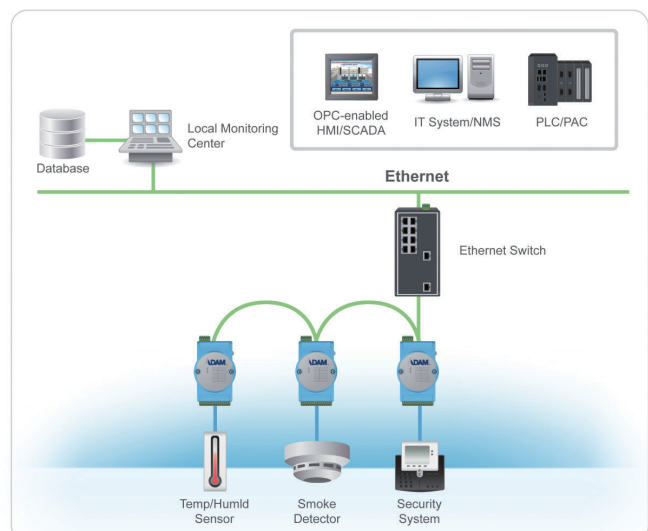 OPC-enabled
HMI/SCADA
IT System/NMS
PLC/PAC
Local Monitoring
Center
Database
Ethernet
Ethernet Switch
ADAM
ADAM
ADAM
Temp/Humld
Sensor
Smoke
Detector
Security
System